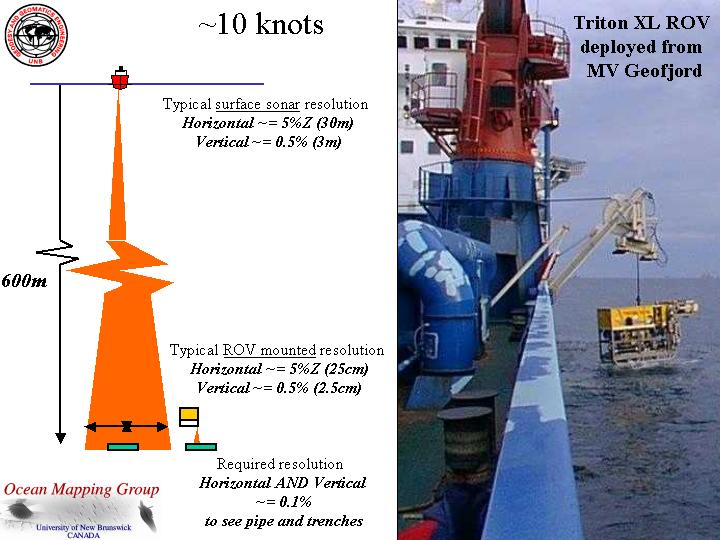 GEODESY AND GEOMATICS ENGINEERING
UNB
~10 knots
Typical surface sonar resolution
Horizontal ~= 5%Z (30m)
Vertical ~= 0.5% (3m)
600m
Typical ROV mounted resolution
Horizontal ~= 5%Z (25cm)
Vertical ~= 0.5% (2.5cm)
Required resolution
Horizontal AND Vertical
~= 0.1%
to see pipe and trenches
Ocean Mapping Group
University of New Brunswick
CANADA
Triton XL ROV
deployed from
MV Geofjord